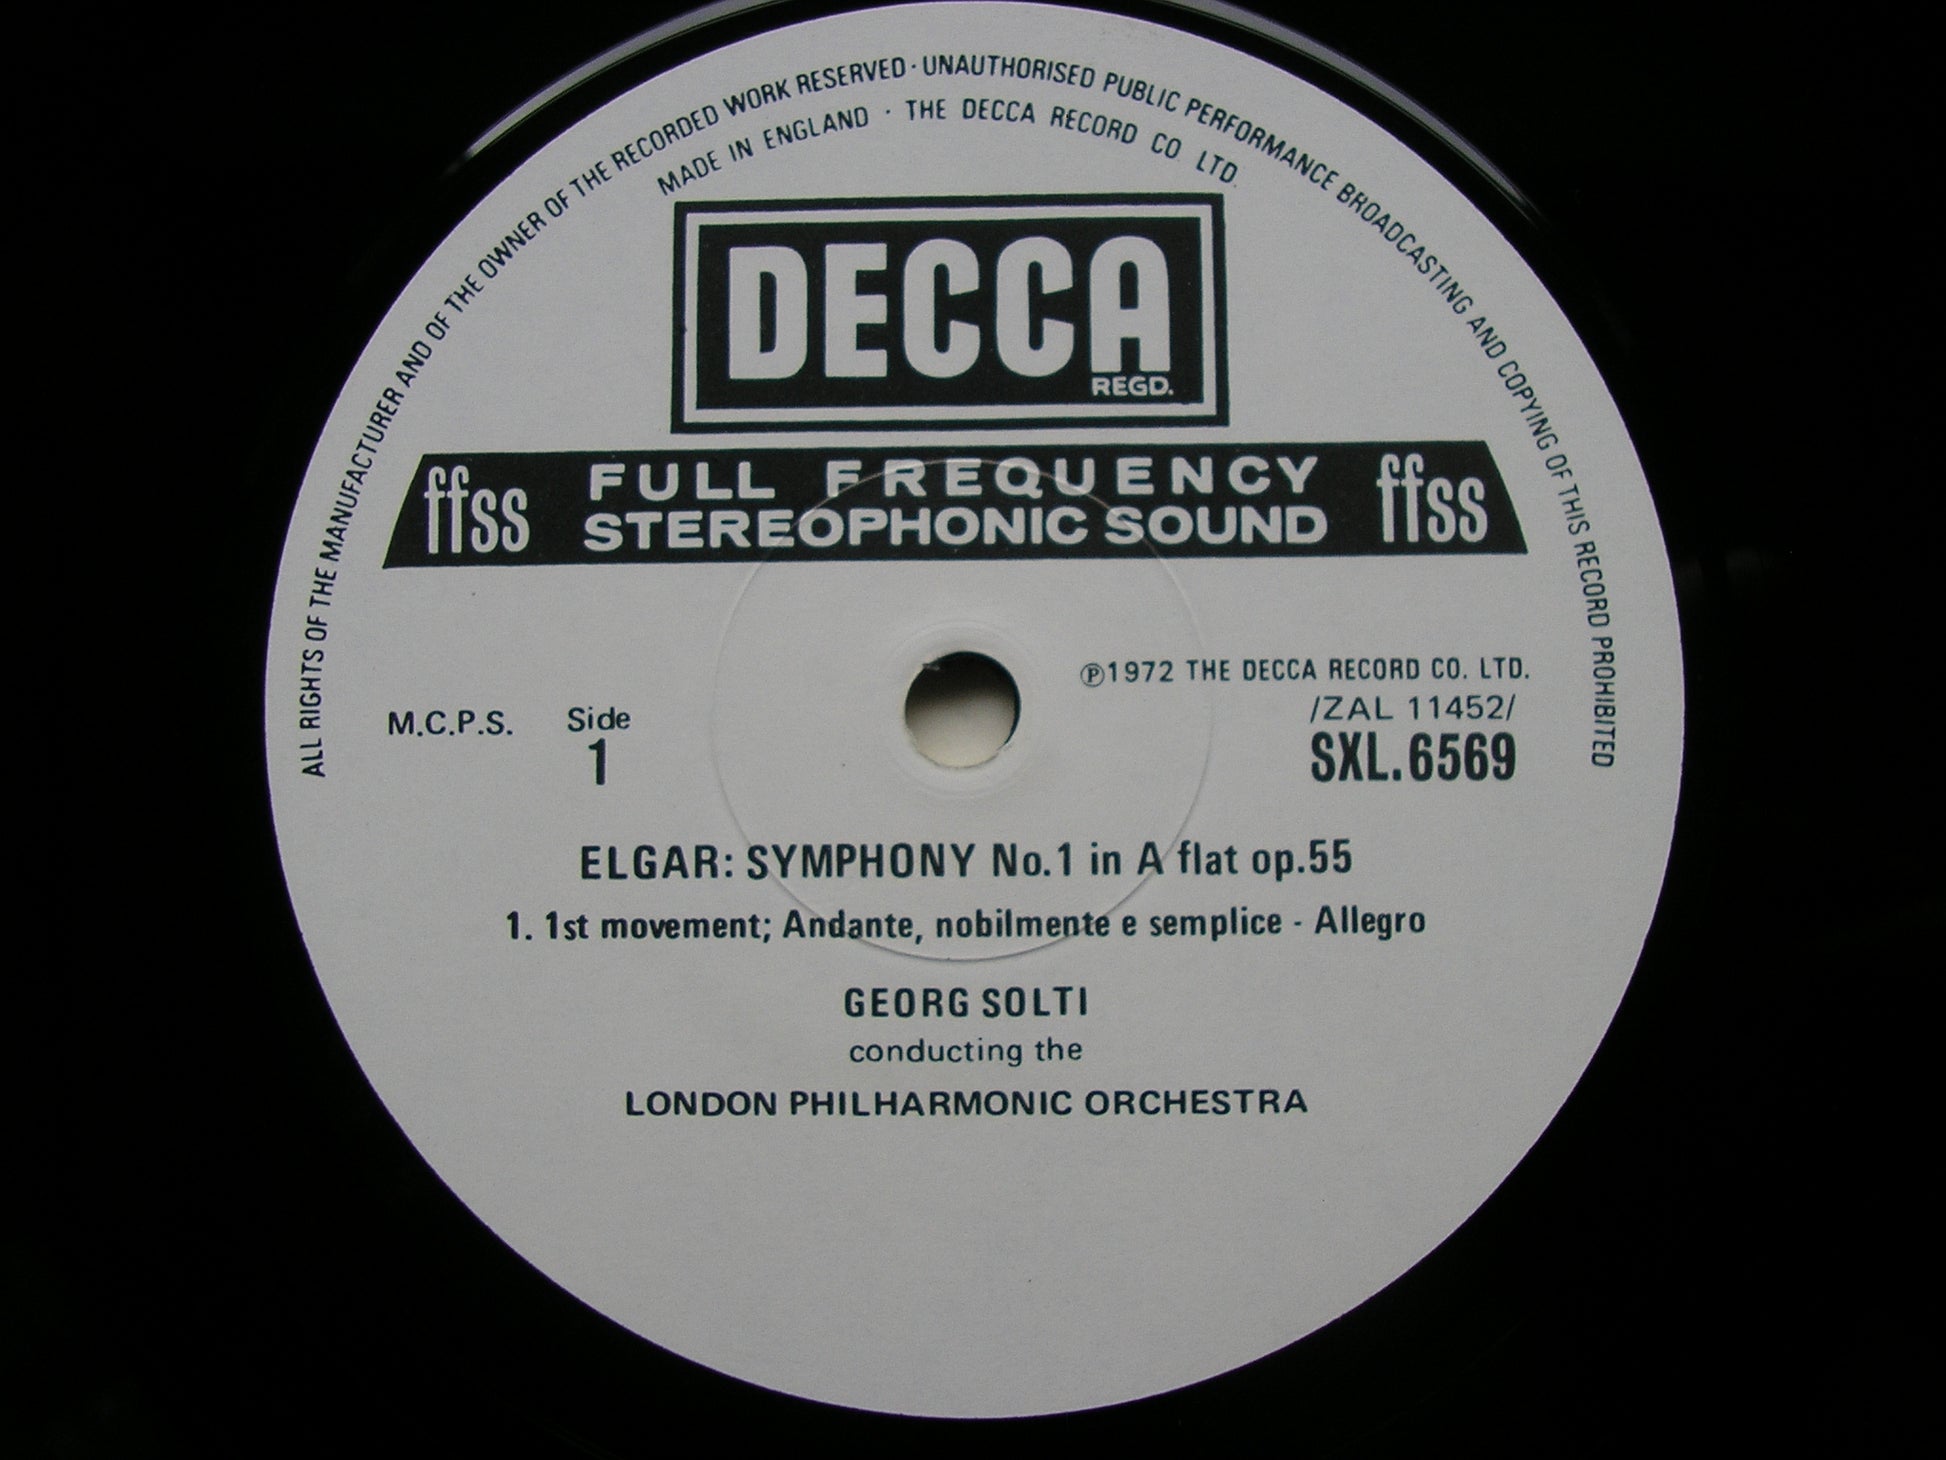 ALL RIGHTS OF THE MANUFACTURER AND OF THE OWNER OF THE RECORDED WORK RESERVED · UNAUTHORISED PUBLIC PERFORMANCE BROADCASTING AND COPYING OF THIS RECORD PROHIBITED
MADE IN ENGLAND · THE DECCA RECORD CO. LTD.
DECCA
REGD.
ffss FULL FREQUENCY ffss
STEREOPHONIC SOUND
℗1972 THE DECCA RECORD CO. LTD.
M.C.P.S. Side /ZAL 11452/
1 SXL.6569
ELGAR: SYMPHONY No.1 in A flat op.55
1. 1st movement; Andante, nobilmente e semplice - Allegro
GEORG SOLTI
conducting the
LONDON PHILHARMONIC ORCHESTRA